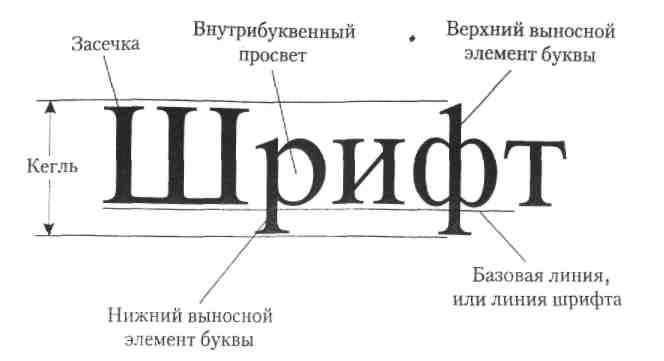 Засечка
Внутрибуквенный
просвет
Верхний выносной
элемент буквы
Кегль
Шрифт
Базовая линия,
или линия шрифта
Нижний выносной
элемент буквы